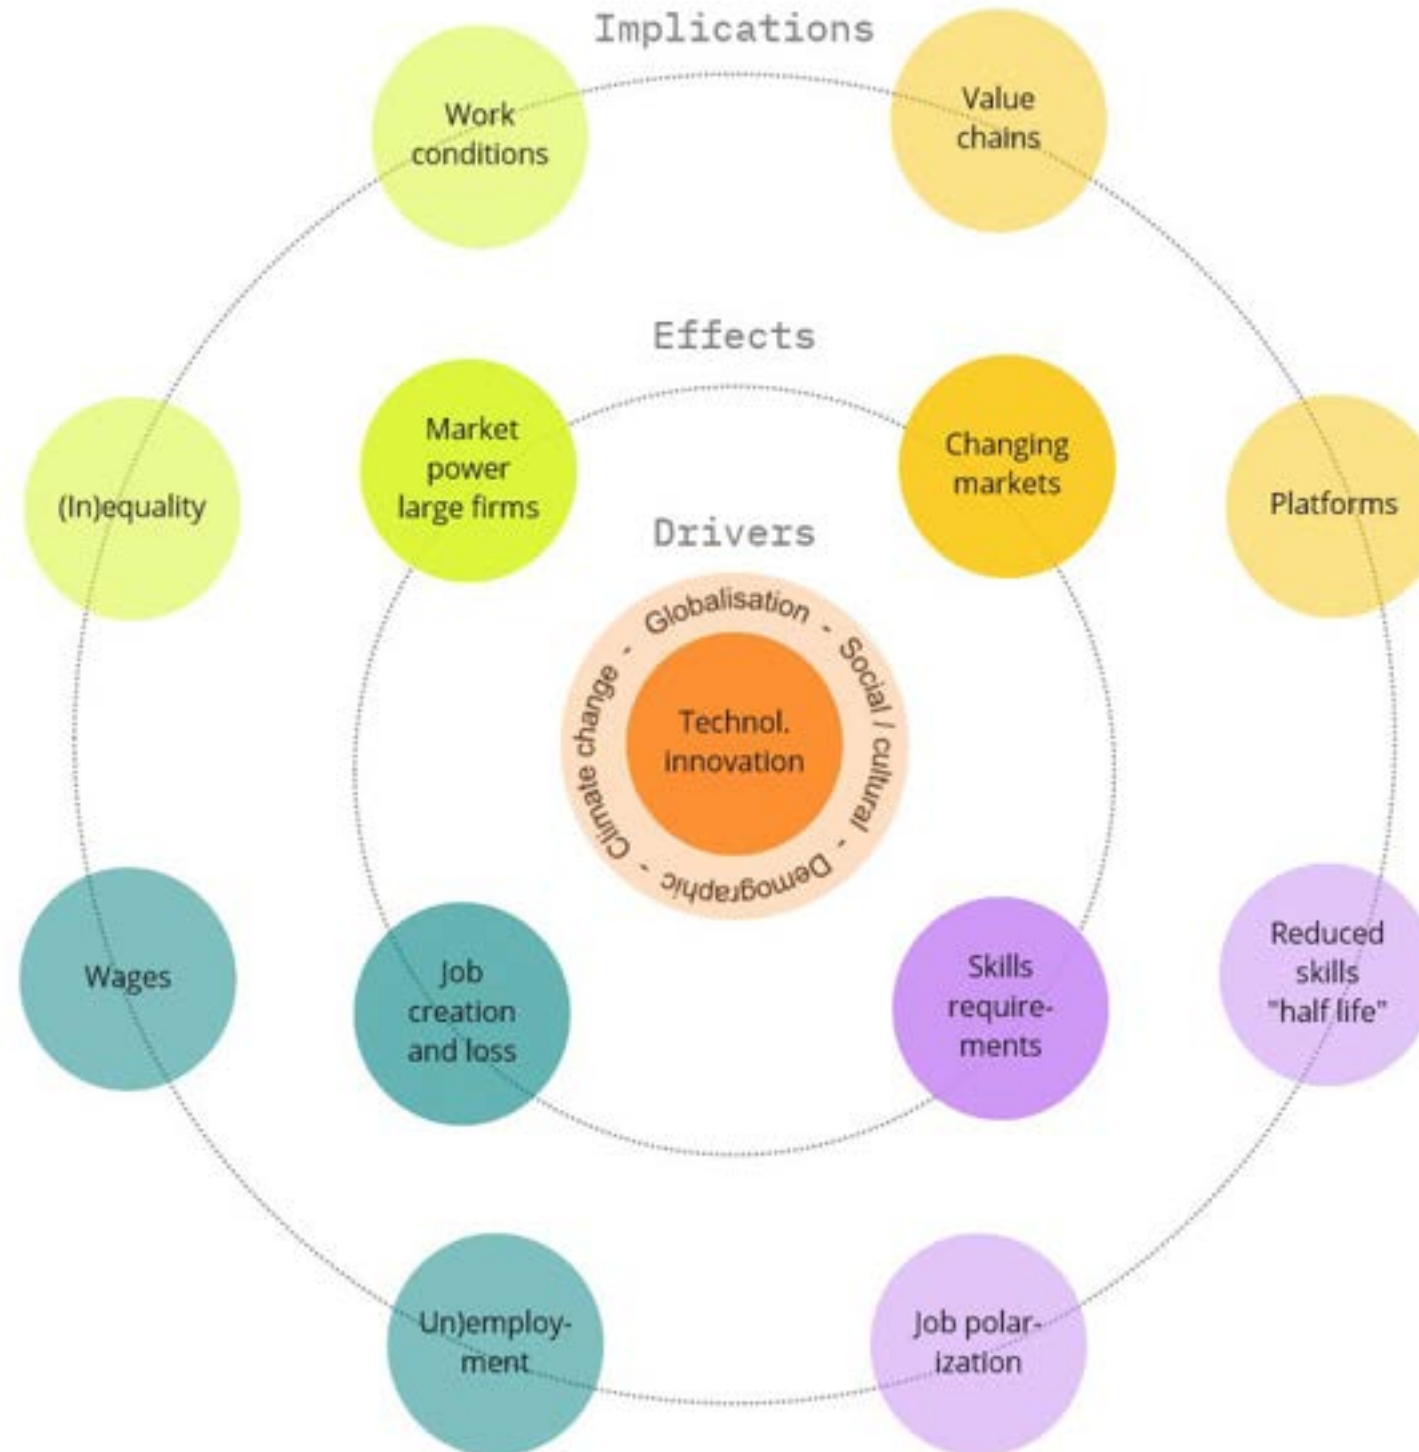 Implications
Work
conditions
Value
chains
Effects
Market
power
large firms
Changing
markets
(In)equality
Platforms
Drivers
Globalisation - Social / cultural - Demographic - Climate change -
Technol.
innovation
Wages
Job
creation
and loss
Skills
require-
ments
Reduced
skills
"half life"
Un)employ-
ment
Job polar-
ization